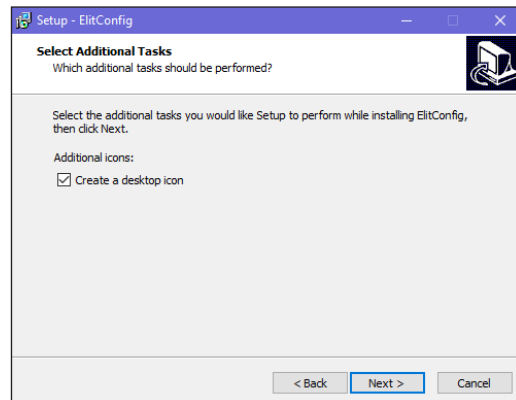 Setup - ElitConfig
Select Additional Tasks
Which additional tasks should be performed?
Select the additional tasks you would like Setup to perform while installing ElitConfig,
then click Next.
Additional icons:
Create a desktop icon
< Back Next > Cancel